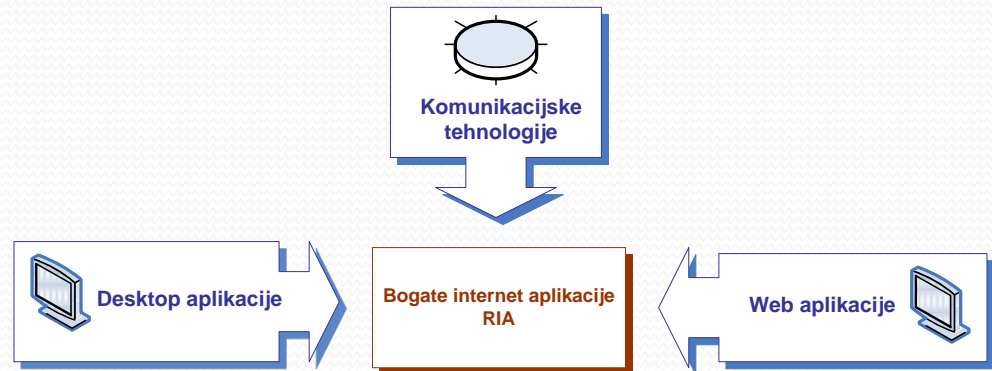 Komunikacijske
tehnologije
Desktop aplikacije
Bogate internet aplikacije
RIA
Web aplikacije